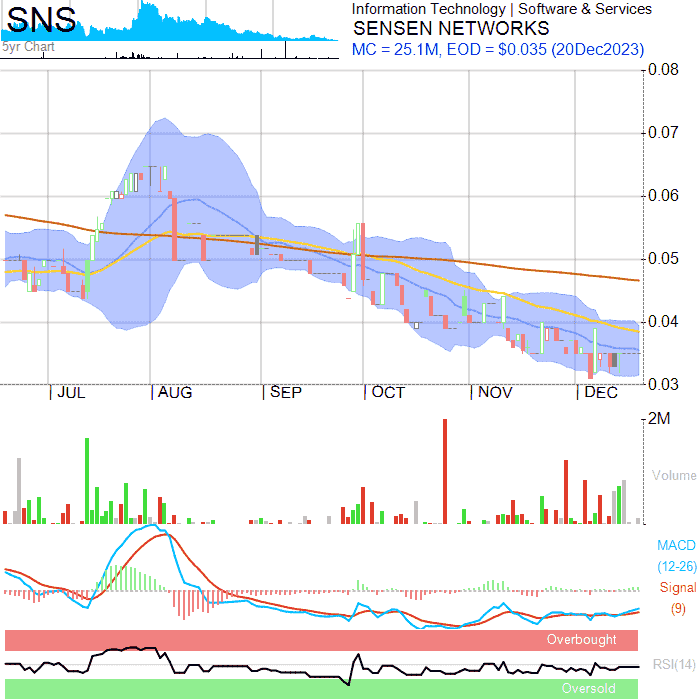 SNS
5yr Chart
Information Technology | Software & Services
SENSEN NETWORKS
MC = 25.1M, EOD = $0.035 (20Dec2023)
0.08
0.07
0.06
0.05
0.04
0.03
JUL AUG SEP OCT NOV DEC
2M
Volume
MACD
(12-26)
Signal
(9)
Overbought
RSI(14)
Oversold